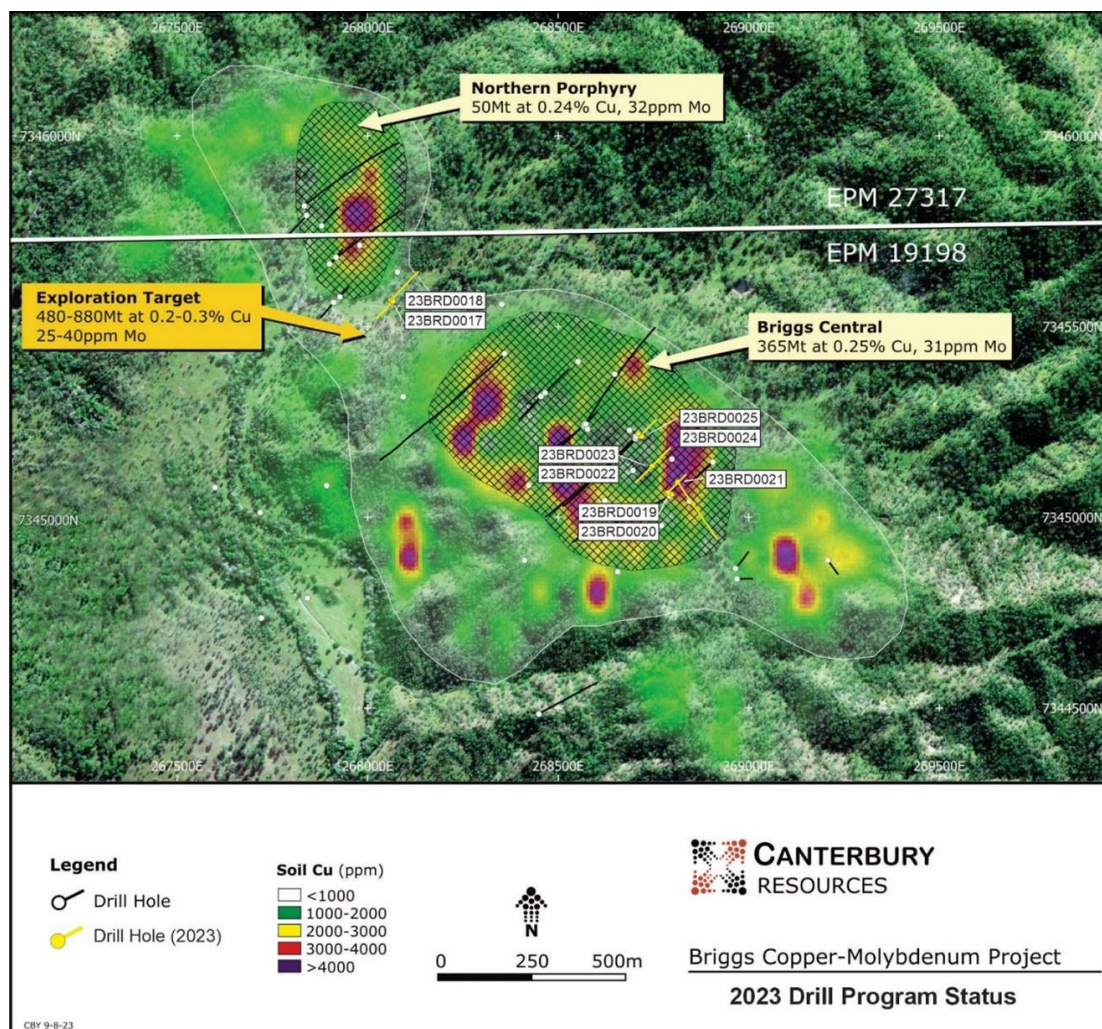 267500E 268000E 268500E 269000E 269500E
Northern Porphyry
50Mt at 0.24% Cu, 32ppm Mo
7346000N 7346000N
EPM 27317
EPM 19198
Exploration Target
480-880Mt at 0.2-0.3% Cu
25-40ppm Mo
23BRD0018
23BRD0017
7345500N
Briggs Central
365Mt at 0.25% Cu, 31ppm Mo
23BRD0025
23BRD0024
23BRD0023
23BRD0022
23BRD0021
23BRD0019
23BRD0020
7345000N 7345000N
7344500N
267500E 268000E 268500E 269000E 269500E
Legend
Drill Hole
Drill Hole (2023)
Soil Cu (ppm)
<1000
1000-2000
2000-3000
3000-4000
>4000
N
0 250 500m
CANTERBURY
RESOURCES
Briggs Copper-Molybdenum Project
2023 Drill Program Status
CBY 9-8-23